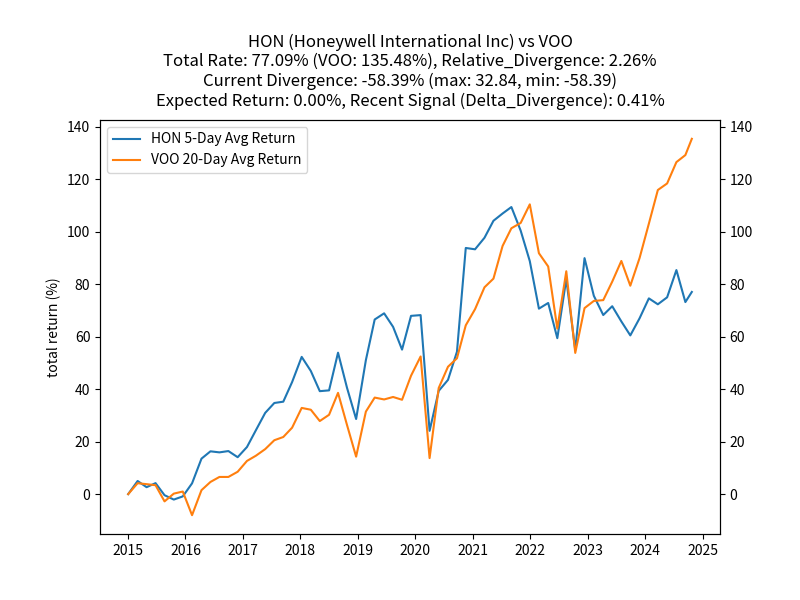 HON (Honeywell International Inc) vs VOO
Total Rate: 77.09% (VOO: 135.48%), Relative_Divergence: 2.26%
Current Divergence: -58.39% (max: 32.84, min: -58.39)
Expected Return: 0.00%, Recent Signal (Delta_Divergence): 0.41%
HON 5-Day Avg Return
VOO 20-Day Avg Return
total return (%)
140
120
100
80
60
40
20
0
140
120
100
80
60
40
20
0
2015 2016 2017 2018 2019 2020 2021 2022 2023 2024 2025